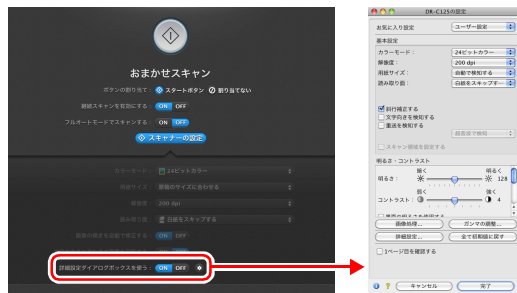 おまかせスキャン
ボタンの割り当て： スタートボタン 割り当てない
継続スキャンを有効にする： ON OFF
フルオートモードでスキャンする： ON OFF
スキャナーの設定
カラーモード： 24ビットカラー
用紙サイズ： 原稿のサイズに合わせる
解像度： 200 dpi
読み取り面： 白紙をスキップする
画像の傾きを自動で修正する： ON OFF
詳細設定ダイアログボックスを使う： ON OFF
DR-C125の設定
お気に入り設定 ユーザー設定
基本設定
カラーモード： 24ビットカラー
解像度： 200 dpi
用紙サイズ： 自動で検知する
読み取り面： 白紙をスキップす
斜行補正する
文字向きを検知する
重送を検知する
超音波で検知
スキャン領域を設定する
明るさ・コントラスト
暗く 明るく
明るさ： 128
弱く 強く
コントラスト： 4
画像処理... ガンマの調整...
詳細設定... 全て初期値に戻す
1ページ目を確認する
? キャンセル 完了